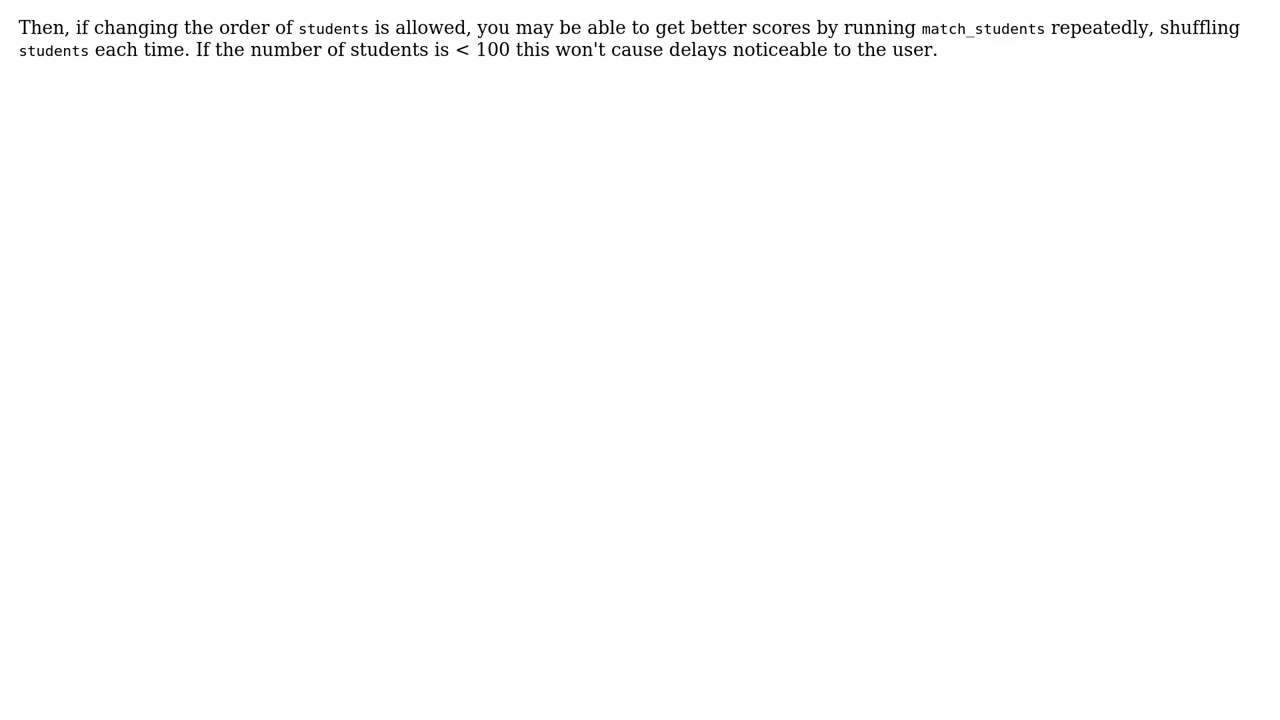 Then, if changing the order of students is allowed, you may be able to get better scores by running match_students repeatedly, shuffling
students each time. If the number of students is < 100 this won't cause delays noticeable to the user.